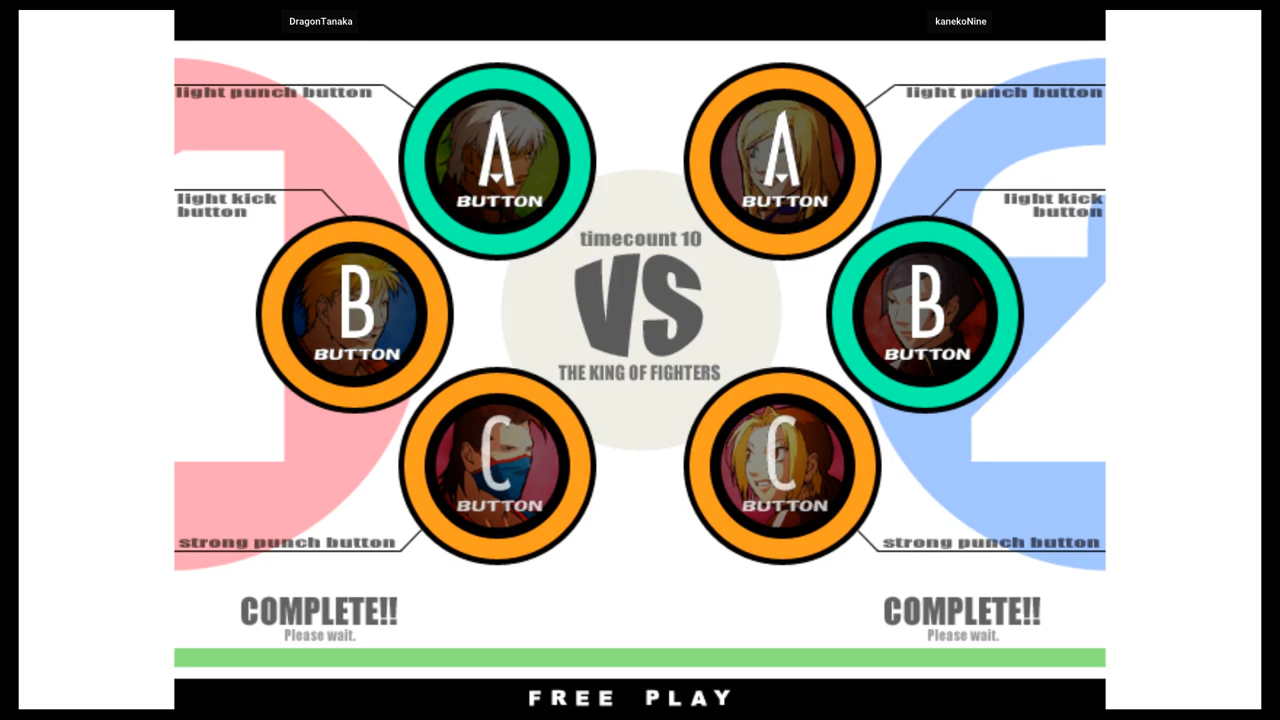 DragonTanaka
kanekoNine
light punch button
light punch button
A
BUTTON
A
BUTTON
light kick
button
light kick
button
timecount 10
VS
THE KING OF FIGHTERS
B
BUTTON
B
BUTTON
C
BUTTON
C
BUTTON
strong punch button
strong punch button
1
2
COMPLETE!!
Please wait.
COMPLETE!!
Please wait.
FREE PLAY